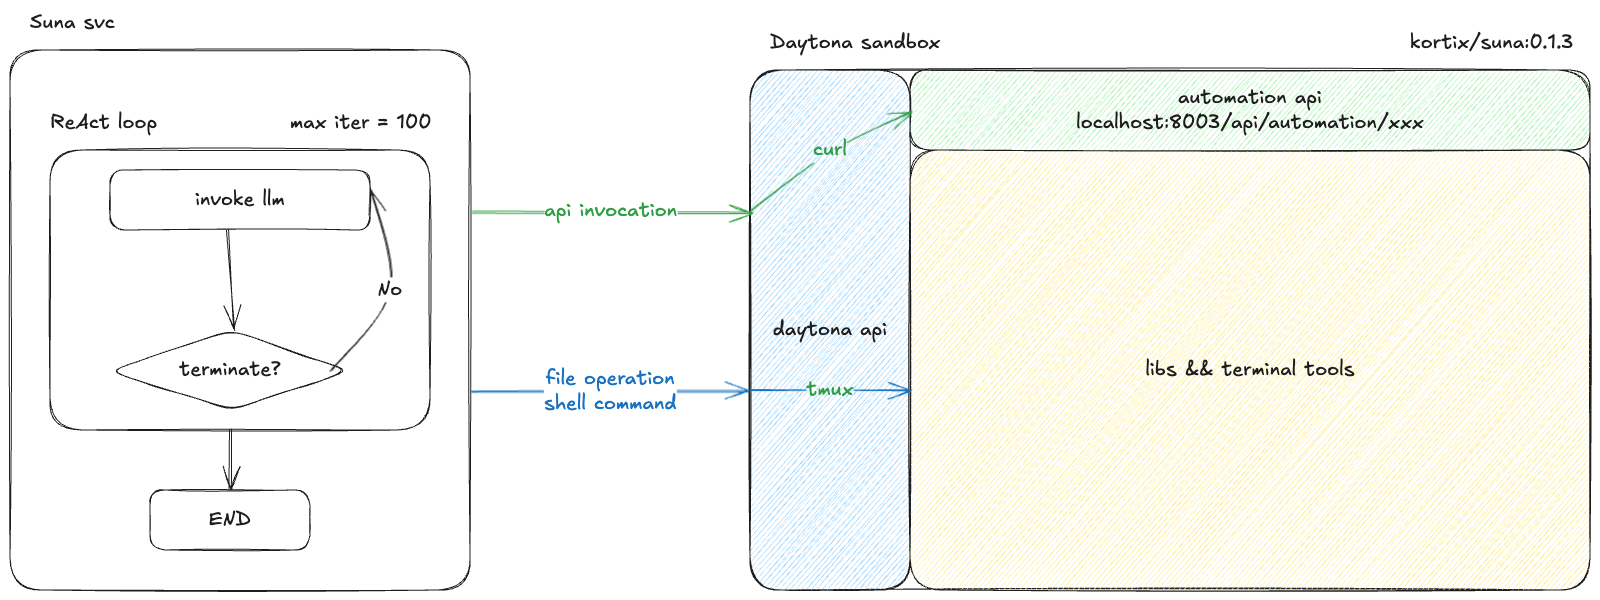 Suna svc
ReAct loop
max iter = 100
invoke llm
No
terminate?
END
api invocation
file operation
shell command
Daytona sandbox
kortix/suna:0.1.3
curl
daytona api
tmux
automation api
localhost:8003/api/automation/xxx
libs && terminal tools